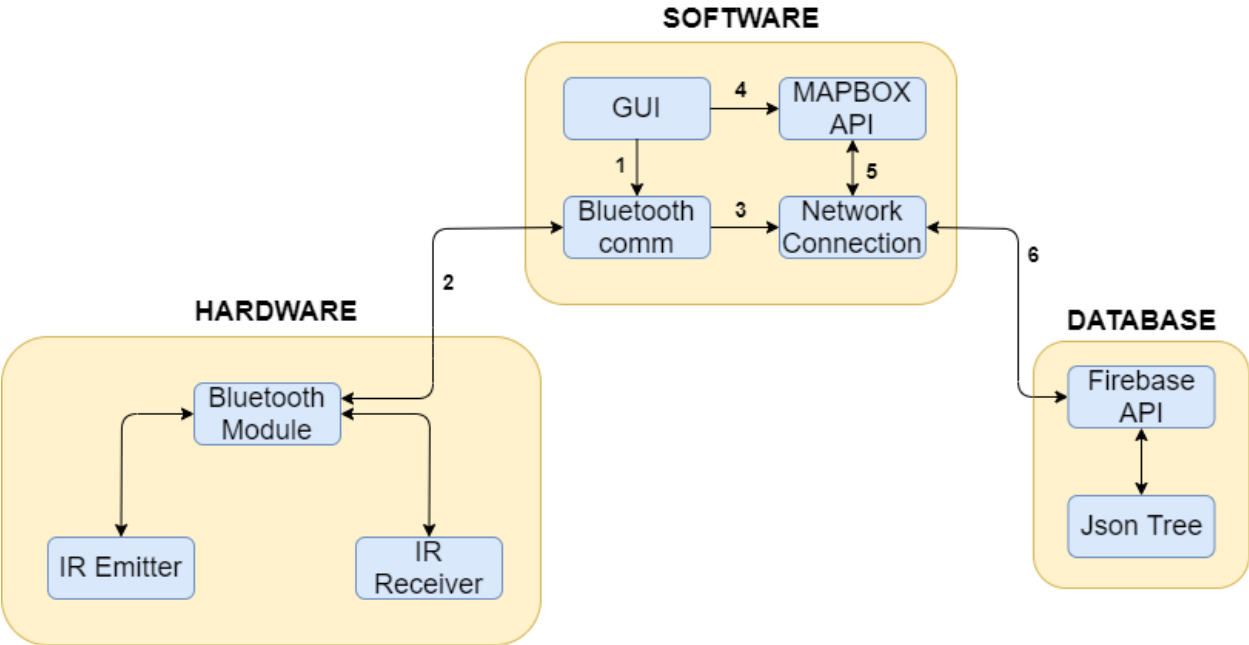 SOFTWARE
GUI
4
MAPBOX
API
1
5
Bluetooth
comm
3
Network
Connection
6
2
HARDWARE
DATABASE
Bluetooth
Module
Firebase
API
IR Emitter
IR
Receiver
Json Tree